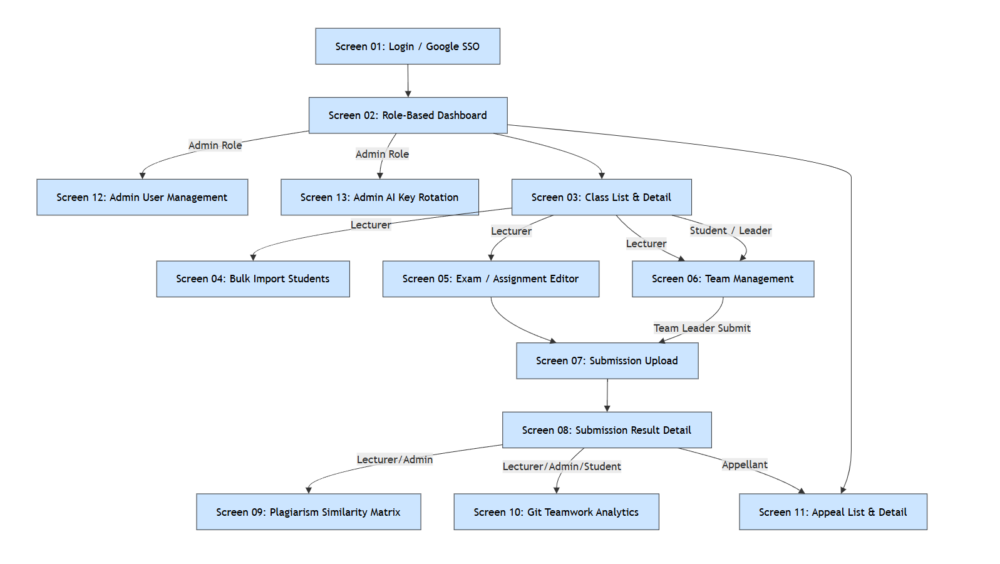 Screen 01: Login / Google SSO
Screen 02: Role-Based Dashboard
Admin Role
Admin Role
Screen 12: Admin User Management
Screen 13: Admin AI Key Rotation
Screen 03: Class List & Detail
Lecturer
Lecturer
Lecturer
Student / Leader
Screen 04: Bulk Import Students
Screen 05: Exam / Assignment Editor
Screen 06: Team Management
Team Leader Submit
Screen 07: Submission Upload
Screen 08: Submission Result Detail
Lecturer/Admin
Lecturer/Admin/Student
Appellant
Screen 09: Plagiarism Similarity Matrix
Screen 10: Git Teamwork Analytics
Screen 11: Appeal List & Detail